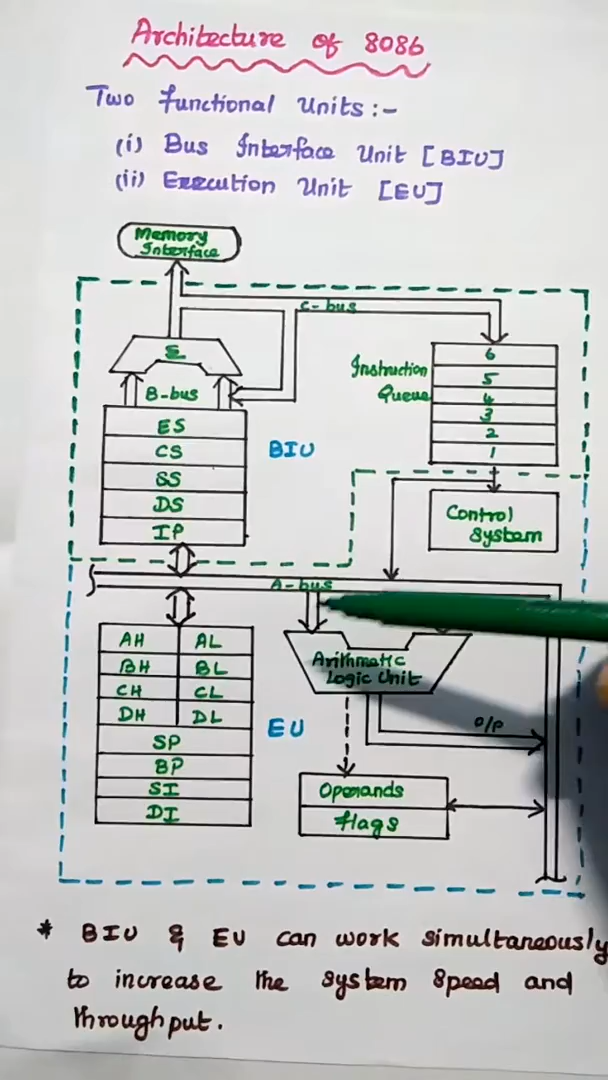 Architecture of 8086
Two Functional Units :-
(i) Bus Interface Unit [BIU]
(ii) Execution Unit [EU]
Memory
Interface
C-bus
Σ
B-bus
ES
CS
SS
DS
IP
BIU
Instruction
Queue
6
5
4
3
2
1
Control
System
A-bus
AH AL
BH BL
CH CL
DH DL
SP
BP
SI
DI
EU
Arithmatic
Logic Unit
O/P
Operands
Flags
* BIU & EU can work simultaneously
to increase the system speed and
throughput.